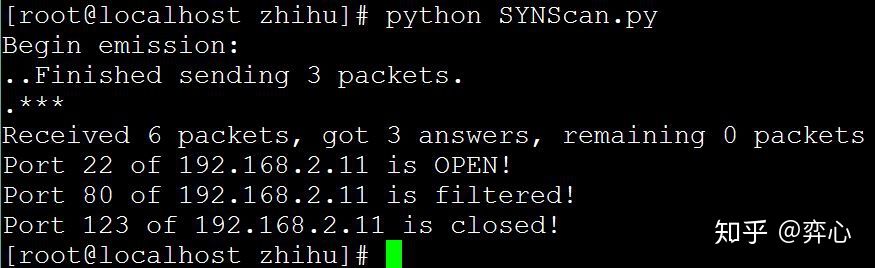 [root@localhost zhihu]# python SYNScan.py
Begin emission:
..Finished sending 3 packets.
.***
Received 6 packets, got 3 answers, remaining 0 packets
Port 22 of 192.168.2.11 is OPEN!
Port 80 of 192.168.2.11 is filtered!
Port 123 of 192.168.2.11 is closed!
[root@localhost zhihu]#
知乎 @弈心